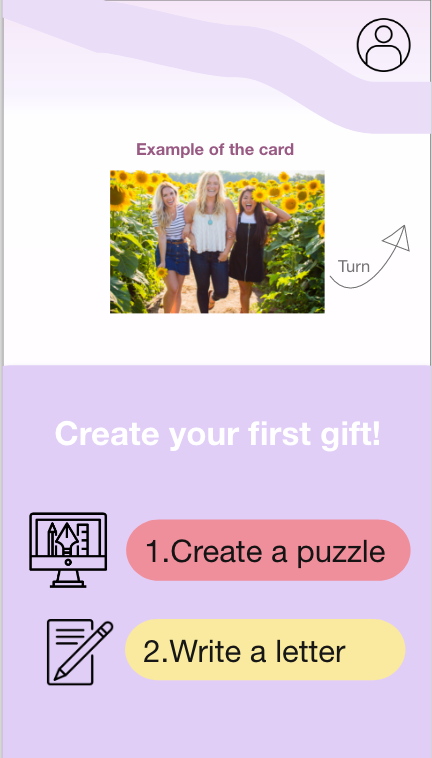 Example of the card
Turn
Create your first gift!
1.Create a puzzle
2.Write a letter